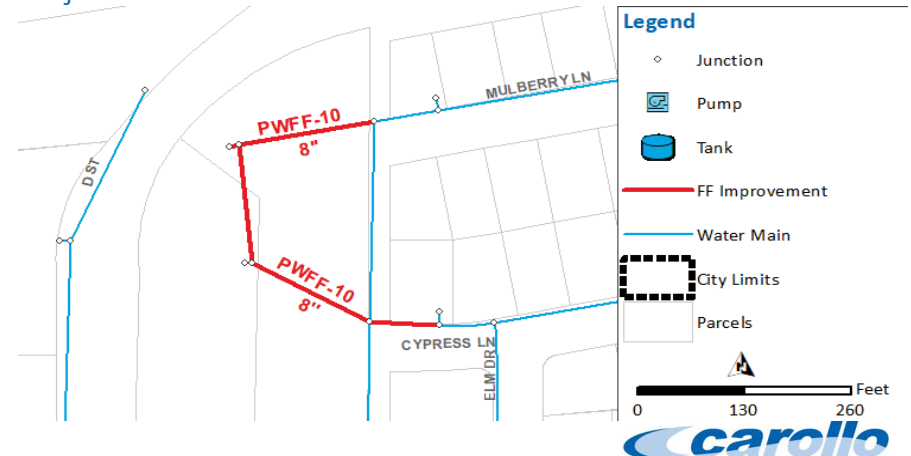 Legend
Junction
Pump
Tank
FF Improvement
Water Main
City Limits
Parcels
Feet
0 130 260
carollo
MULBERRY LN
PWFF-10
8"
D ST
PWFF-10
8"
CYPRESS LN
ELM DR